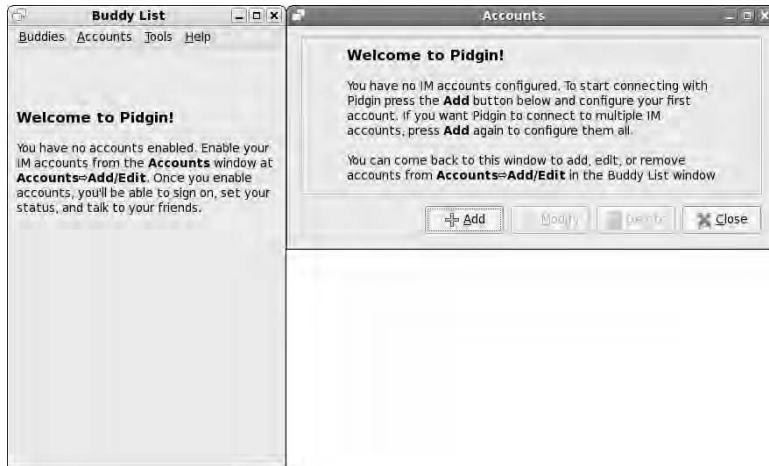 Buddy List
Buddies Accounts Tools Help
Welcome to Pidgin!
You have no accounts enabled. Enable your
IM accounts from the Accounts window at
Accounts⇨Add/Edit. Once you enable
accounts, you'll be able to sign on, set your
status, and talk to your friends.
Accounts
Welcome to Pidgin!
You have no IM accounts configured. To start connecting with
Pidgin press the Add button below and configure your first
account. If you want Pidgin to connect to multiple IM
accounts, press Add again to configure them all.
You can come back to this window to add, edit, or remove
accounts from Accounts⇨Add/Edit in the Buddy List window
Add Modify Delete Close